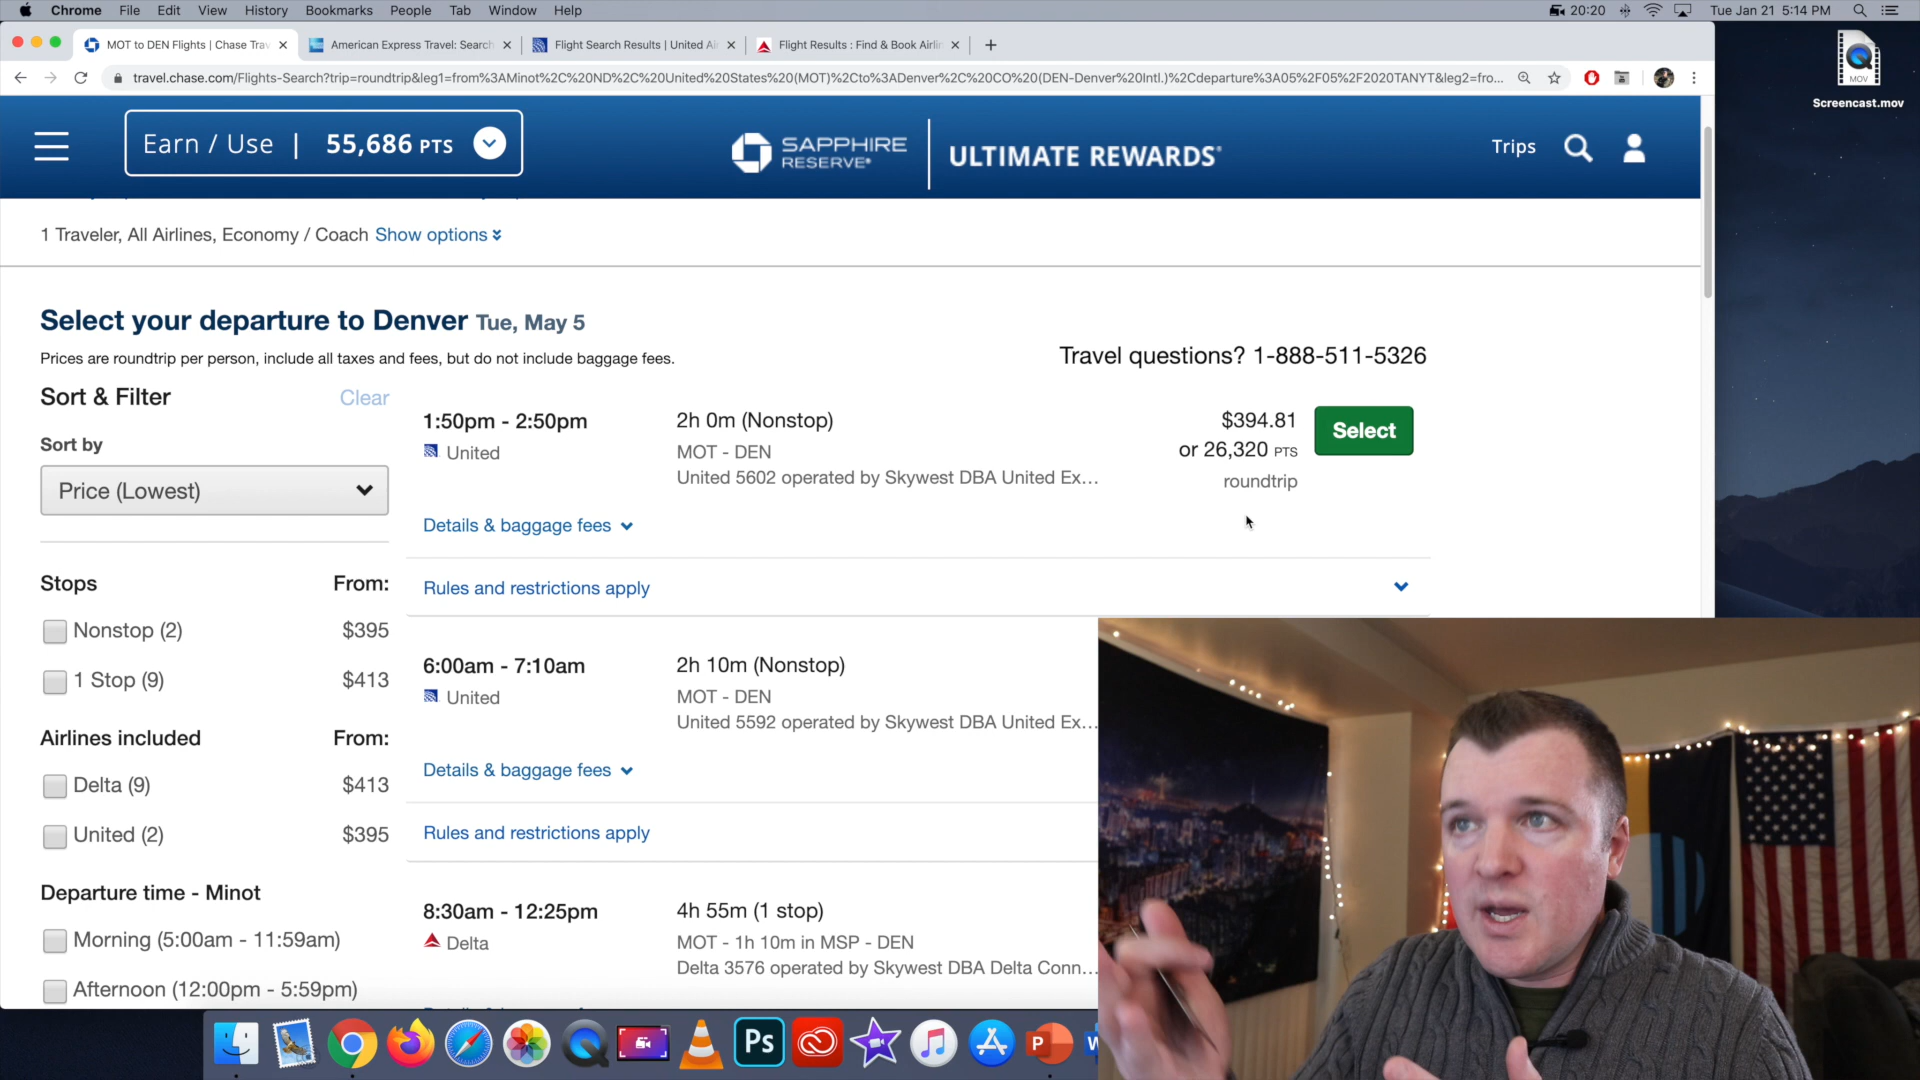 Chrome File Edit View History Bookmarks People Tab Window Help 20:20 Tue Jan 21 5:14 PM
MOT to DEN Flights | Chase Trav American Express Travel: Search Flight Search Results | United Ai Flight Results : Find & Book Airlin
travel.chase.com/Flights-Search?trip=roundtrip&leg1=from%3AMinot%2C%20ND%2C%20United%20States%20(MOT)%2Cto%3ADenver%2C%20CO%20(DEN-Denver%20Intl.)%2Cdeparture%3A05%2F05%2F2020TANYT&leg2=fro...
MOV
Screencast.mov
Earn / Use | 55,686 PTS
SAPPHIRE RESERVE®
ULTIMATE REWARDS®
Trips
1 Traveler, All Airlines, Economy / Coach Show options
Select your departure to Denver Tue, May 5
Prices are roundtrip per person, include all taxes and fees, but do not include baggage fees.
Travel questions? 1-888-511-5326
Sort & Filter Clear
Sort by
Price (Lowest)
Stops From:
Nonstop (2) $395
1 Stop (9) $413
Airlines included From:
Delta (9) $413
United (2) $395
Departure time - Minot
Morning (5:00am - 11:59am)
Afternoon (12:00pm - 5:59pm)
1:50pm - 2:50pm 2h 0m (Nonstop) $394.81 Select
United MOT - DEN or 26,320 PTS
United 5602 operated by Skywest DBA United Ex... roundtrip
Details & baggage fees
Rules and restrictions apply
6:00am - 7:10am 2h 10m (Nonstop)
United MOT - DEN
United 5592 operated by Skywest DBA United Ex...
Details & baggage fees
Rules and restrictions apply
8:30am - 12:25pm 4h 55m (1 stop)
Delta MOT - 1h 10m in MSP - DEN
Delta 3576 operated by Skywest DBA Delta Conn...
Ps
P
W